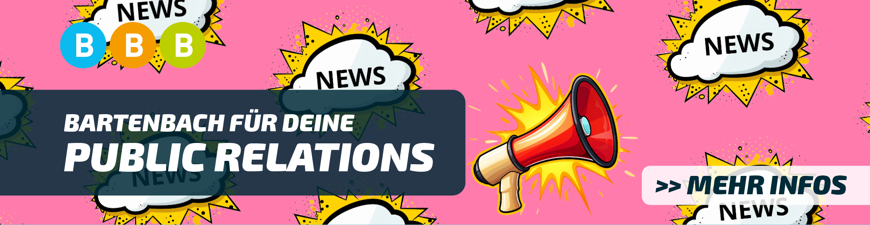 NEWS
B B B
NEWS
NEWS
BARTENBACH FÜR DEINE
PUBLIC RELATIONS
NEWS
>> MEHR INFOS
NEWS